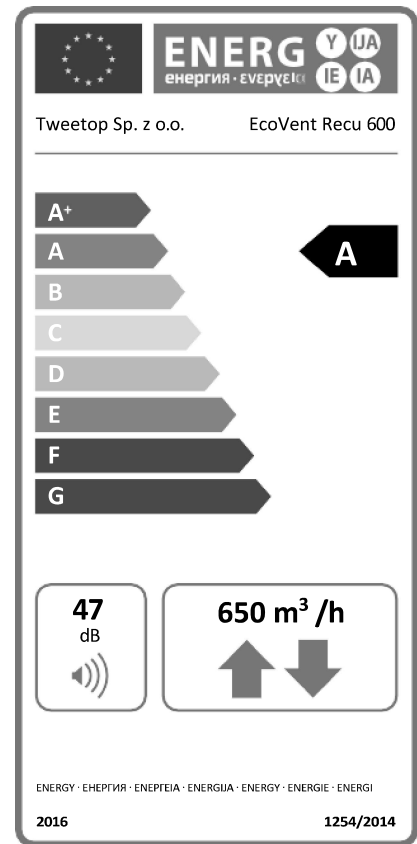 ENERG Y IJA
енергия · ενεργεια IE IA
Tweetop Sp. z o.o. EcoVent Recu 600
A+
A
A
B
C
D
E
F
G
47
dB
650 m³ /h
ENERGY · ЕНЕРГИЯ · ΕΝΕΡΓΕΙΑ · ENERGIJA · ENERGY · ENERGIE · ENERGI
2016 1254/2014